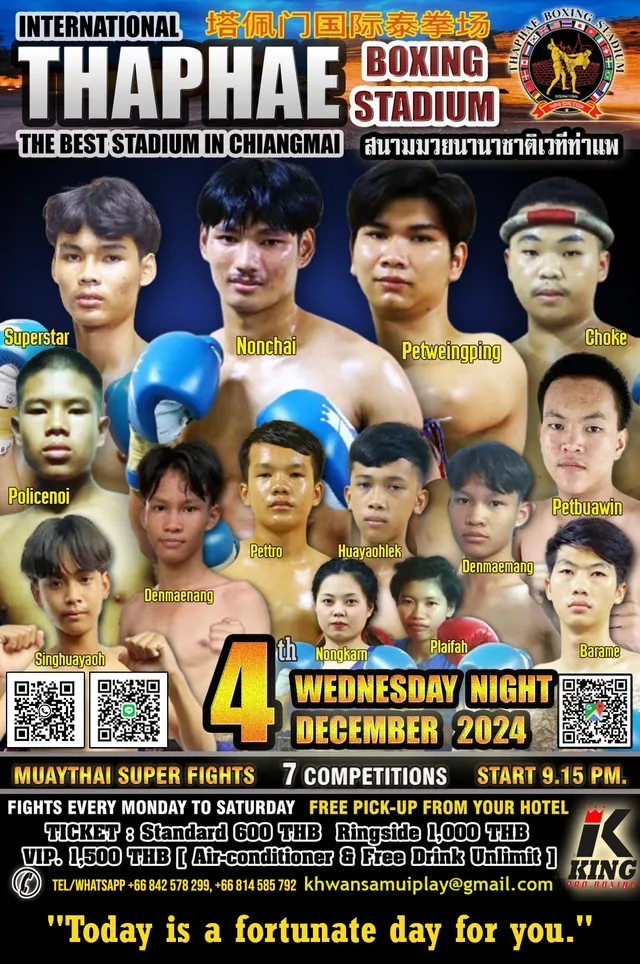 INTERNATIONAL
塔佩门国际泰拳场
THAPHAE
BOXING
STADIUM
THAPHAE BOXING STADIUM
THE BEST STADIUM IN CHIANGMAI
สนามมวยนานาชาติเวทีท่าแพ
Superstar
Nonchai
Petweingping
Choke
Policenoi
Petbuawin
Pettro
Huayaohlek
Denmaemang
Denmaenang
Singhuayaoh
Nongkam
Plaifah
Barame
4th
WEDNESDAY NIGHT
DECEMBER 2024
MUAYTHAI SUPER FIGHTS 7 COMPETITIONS START 9.15 PM.
FIGHTS EVERY MONDAY TO SATURDAY FREE PICK-UP FROM YOUR HOTEL
TICKET : Standard 600 THB Ringside 1,000 THB
VIP. 1,500 THB [ Air-conditioner & Free Drink Unlimit ]
K
KING
PRO BOXING
TEL/WHATSAPP +66 842 578 299, +66 814 585 792 khwansamuiplay@gmail.com
"Today is a fortunate day for you."